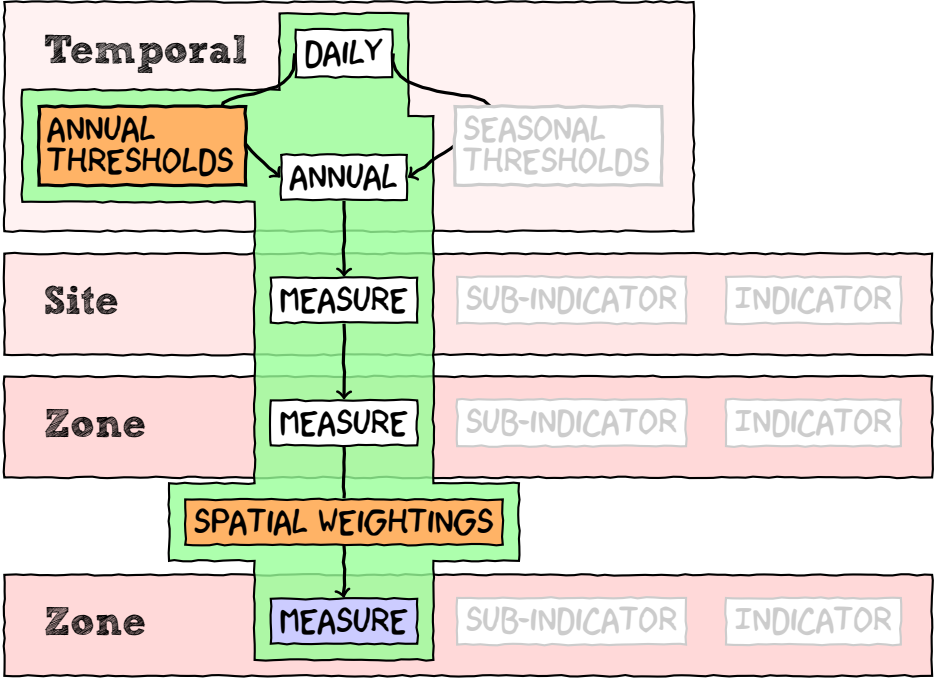 Temporal
DAILY
ANNUAL
THRESHOLDS
SEASONAL
THRESHOLDS
ANNUAL
Site
MEASURE
SUB-INDICATOR
INDICATOR
Zone
MEASURE
SUB-INDICATOR
INDICATOR
SPATIAL WEIGHTINGS
Zone
MEASURE
SUB-INDICATOR
INDICATOR